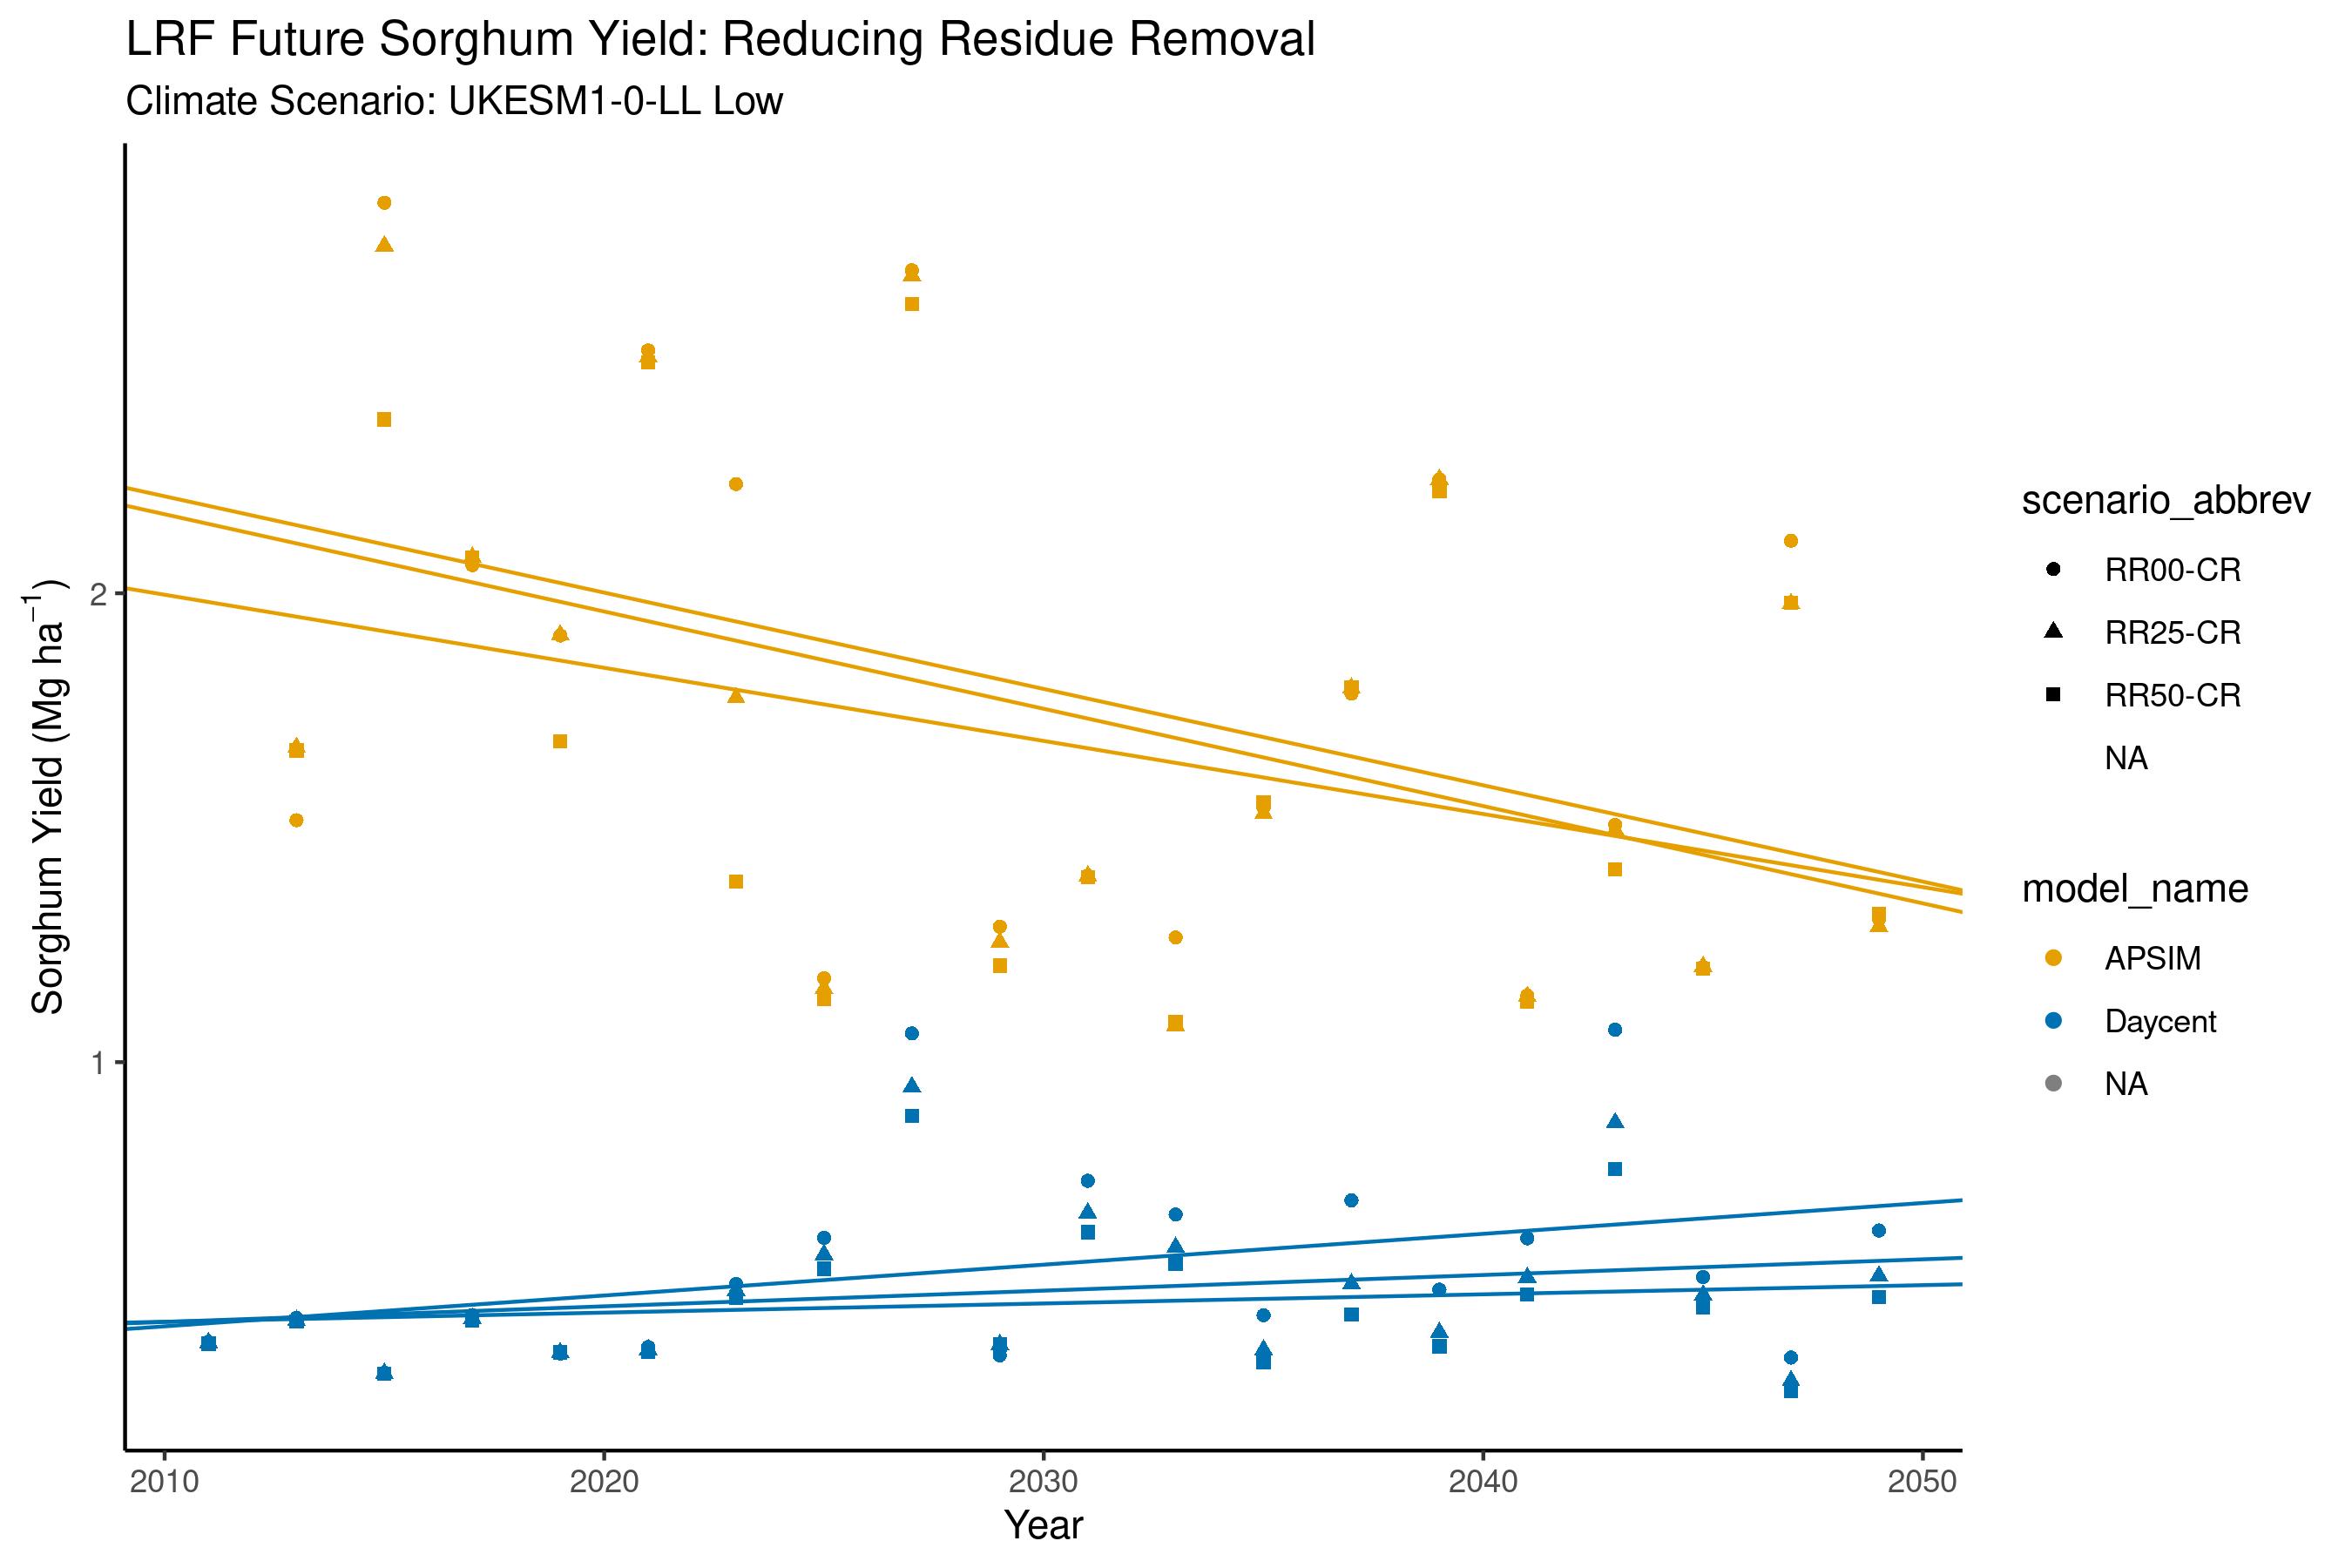 LRF Future Sorghum Yield: Reducing Residue Removal
Climate Scenario: UKESM1-0-LL Low
Sorghum Yield (Mg ha⁻¹)
2
1
2010 2020 2030 2040 2050
Year
scenario_abbrev
RR00-CR
RR25-CR
RR50-CR
NA
model_name
APSIM
Daycent
NA